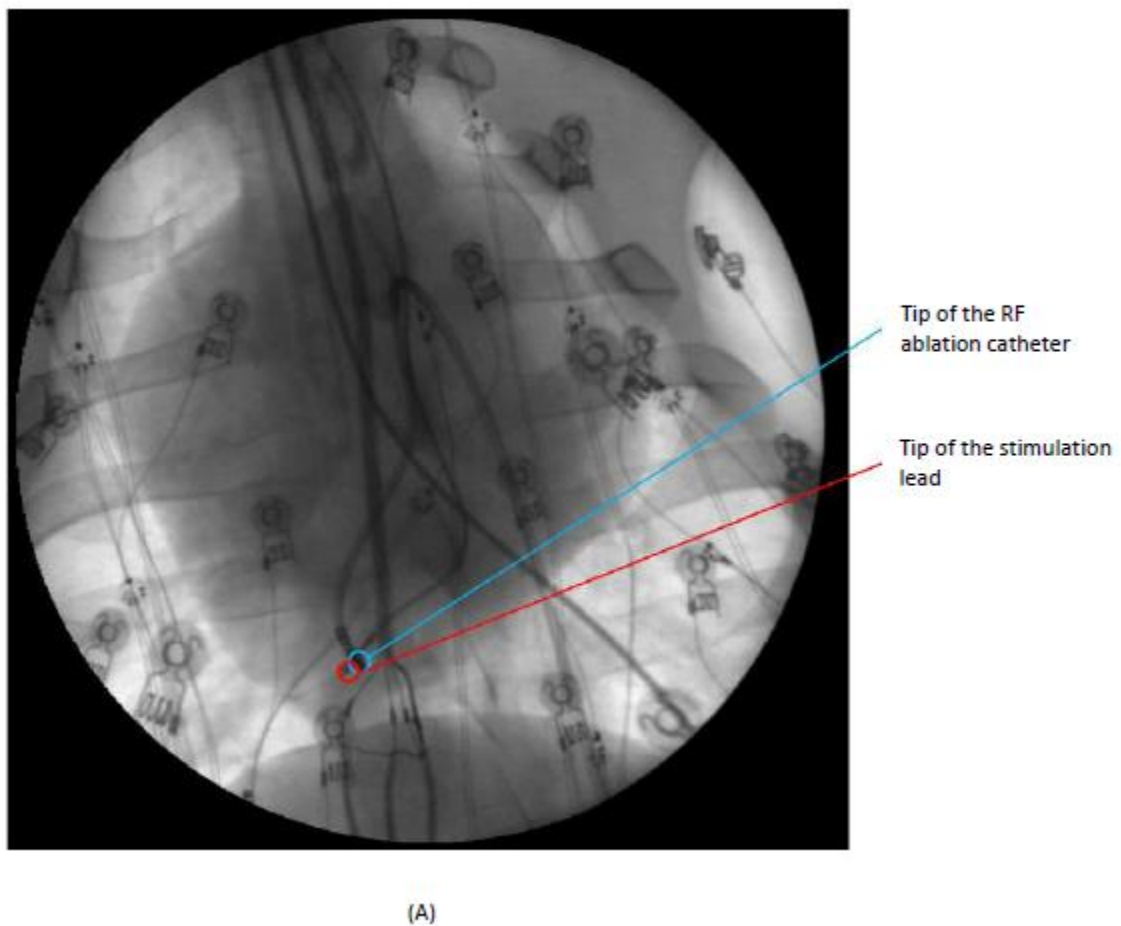 Tip of the RF
ablation catheter
Tip of the stimulation
lead
(A)